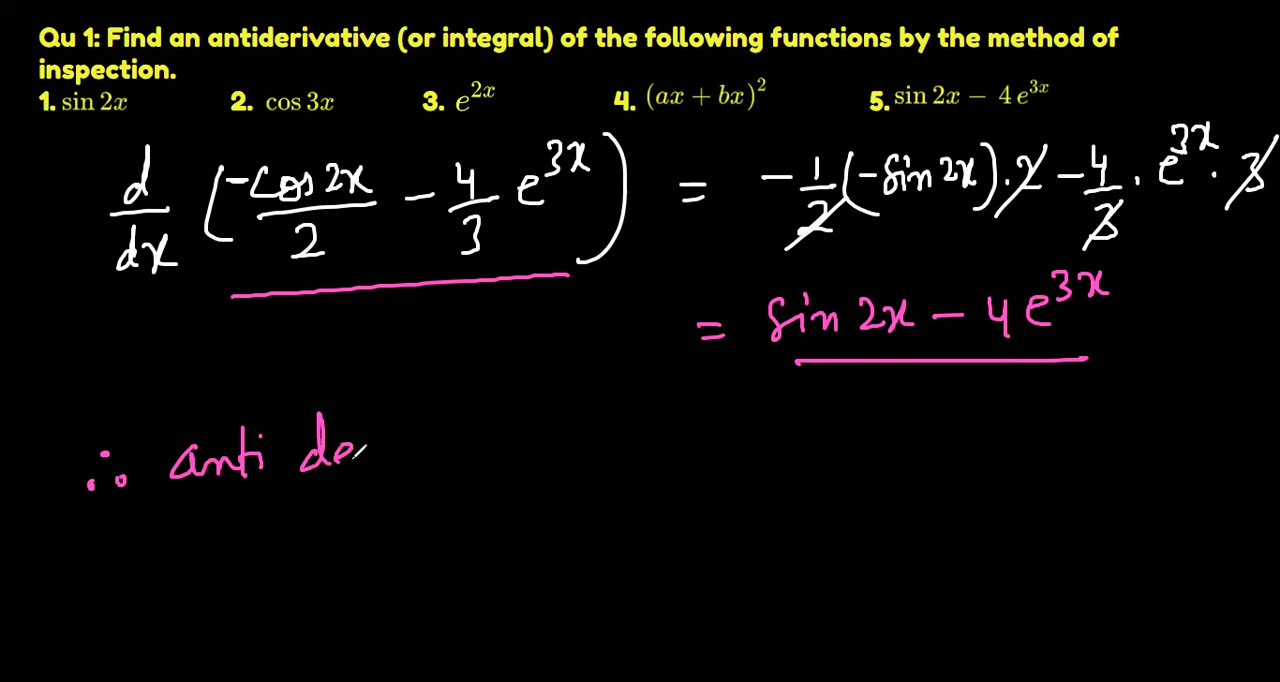 Qu 1: Find an antiderivative (or integral) of the following functions by the method of
inspection.
1. sin 2x 2. cos 3x 3. e^{2x} 4. (ax + bx)^2 5. sin 2x − 4 e^{3x}
d/dx (-cos 2x/2 - 4/3 e^{3x}) = -1/2 (-sin 2x) · 2 - 4/3 · e^{3x} · 3
= sin 2x - 4 e^{3x}
∴ anti de